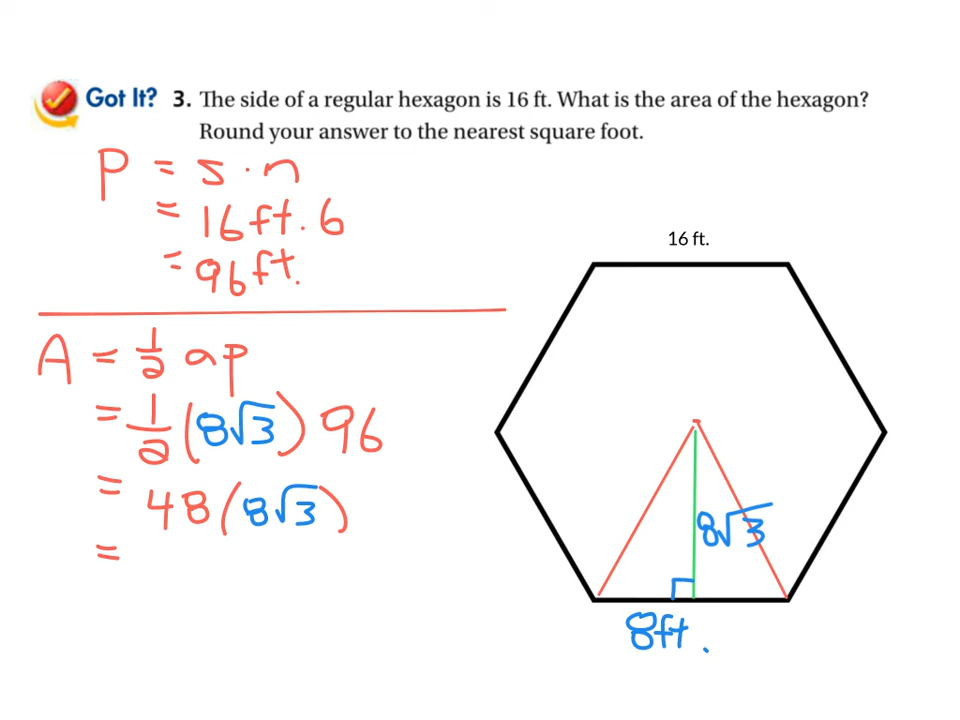 Got It? 3. The side of a regular hexagon is 16 ft. What is the area of the hexagon?
Round your answer to the nearest square foot.
P = s · n
= 16ft · 6
= 96ft.
16 ft.
A = 1/2 ap
= 1/2 (8√3) 96
= 48 (8√3)
=
8√3
8ft.